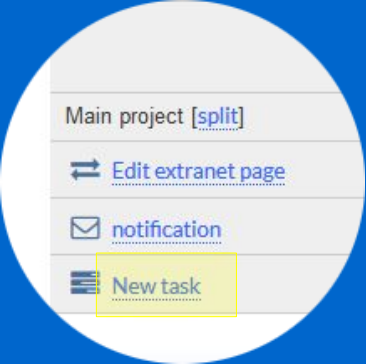 Main project [split]
Edit extranet page
notification
New task